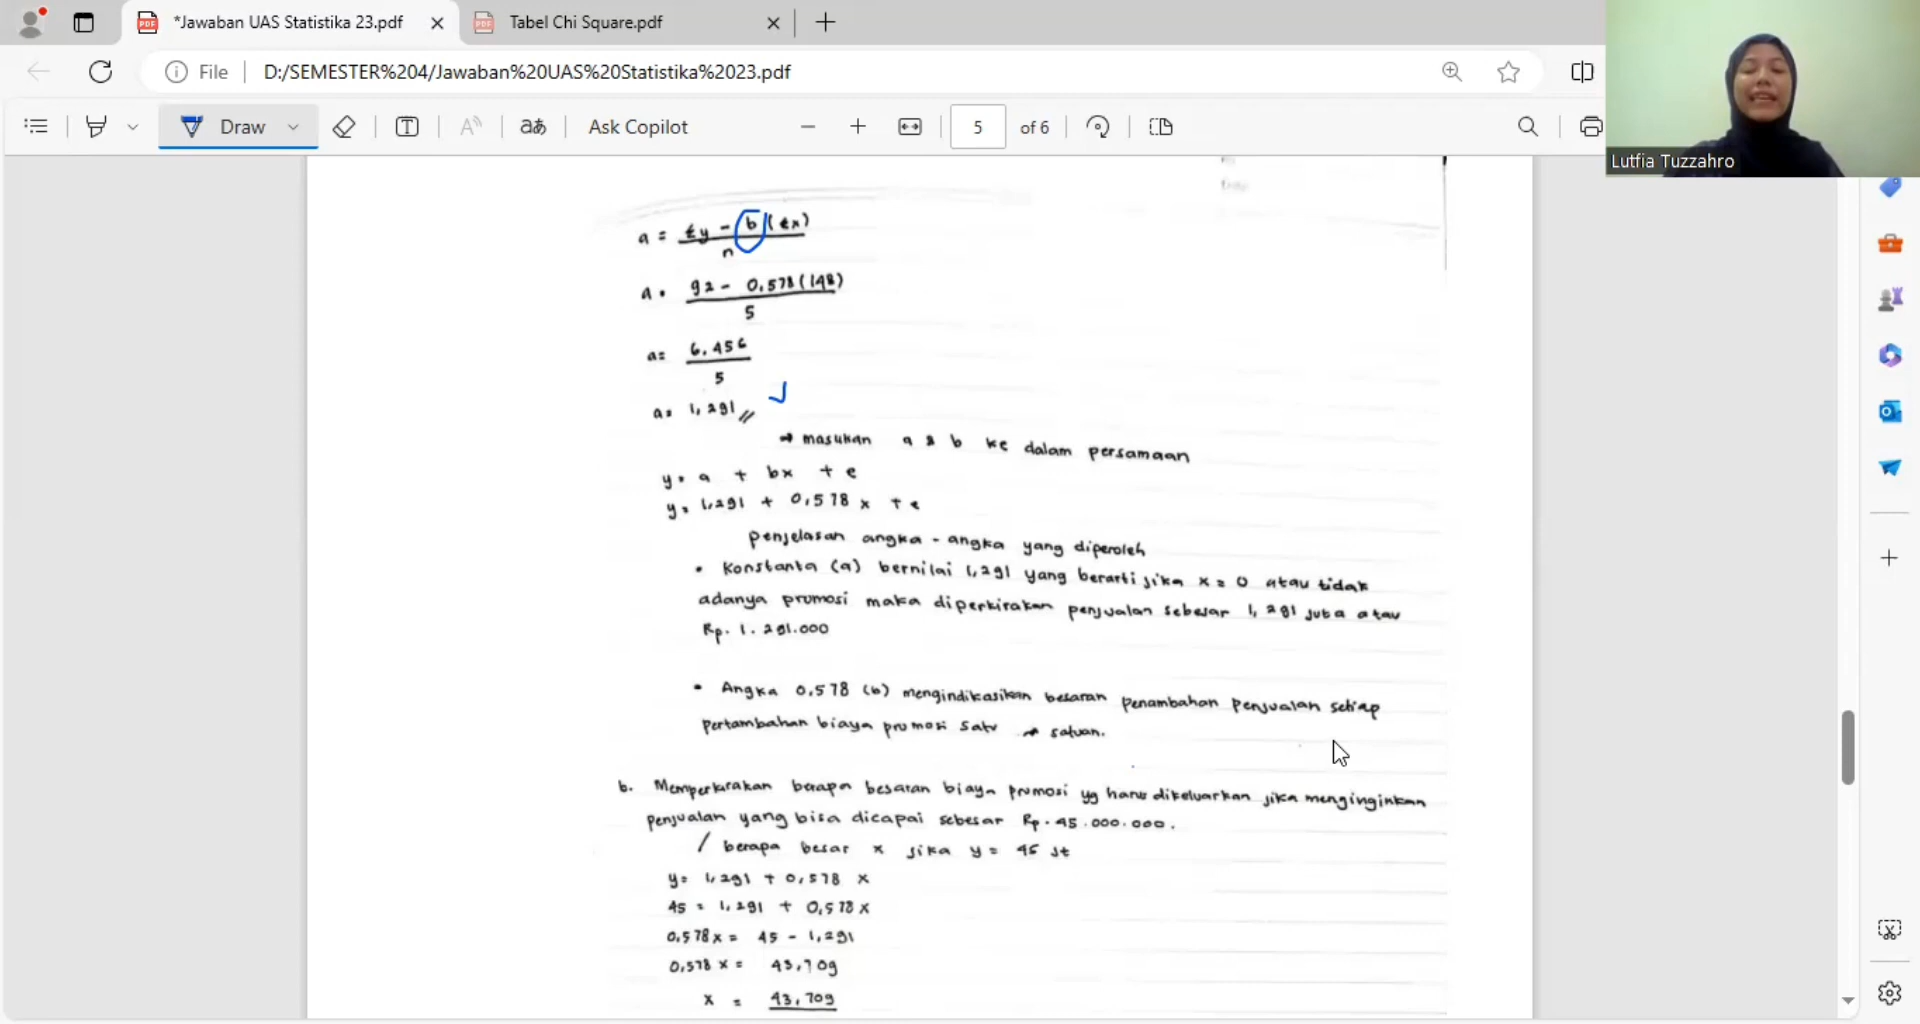 *Jawaban UAS Statistika 23.pdf
Tabel Chi Square.pdf
File
D:/SEMESTER%204/Jawaban%20UAS%20Statistika%2023.pdf
Draw
aあ
Ask Copilot
5 of 6
Lutfia Tuzzahro
a = Σy - b (Σx)
n
a = 92 - 0,578 (148)
5
a = 6.456
5
a = 1,291 //
→ masukan a & b ke dalam persamaan
y = a + bx + e
y = 1,291 + 0,578 x + e
penjelasan angka - angka yang diperoleh
• Konstanta (a) bernilai 1,291 yang berarti jika x = 0 atau tidak
adanya promosi maka diperkirakan penjualan sebesar 1,291 juta atau
Rp. 1.291.000
• Angka 0,578 (b) mengindikasikan besaran penambahan penjualan setiap
pertambahan biaya promosi satu → satuan.
b. Memperkirakan berapa besaran biaya promosi yg harus dikeluarkan jika menginginkan
penjualan yang bisa dicapai sebesar Rp. 45.000.000.
/ berapa besar x jika y = 45 jt
y = 1,291 + 0,578 x
45 = 1,291 + 0,578 x
0,578 x = 45 - 1,291
0,578 x = 43,709
x = 43,709